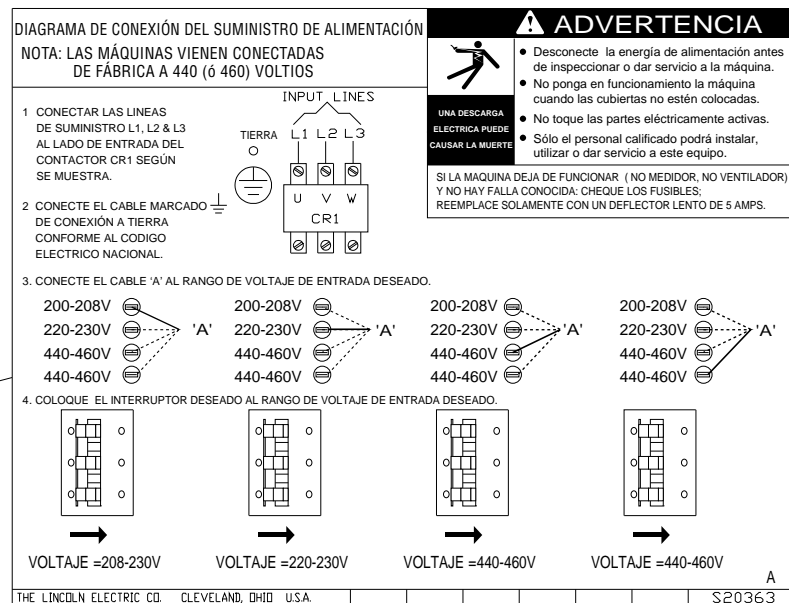 DIAGRAMA DE CONEXIÓN DEL SUMINISTRO DE ALIMENTACIÓN
NOTA: LAS MÁQUINAS VIENEN CONECTADAS
DE FÁBRICA A 440 (ó 460) VOLTIOS
ADVERTENCIA
UNA DESCARGA
ELECTRICA PUEDE
CAUSAR LA MUERTE
• Desconecte la energía de alimentación antes
de inspeccionar o dar servicio a la máquina.
• No ponga en funcionamiento la máquina
cuando las cubiertas no estén colocadas.
• No toque las partes eléctricamente activas.
• Sólo el personal calificado podrá instalar,
utilizar o dar servicio a este equipo.
SI LA MAQUINA DEJA DE FUNCIONAR ( NO MEDIDOR, NO VENTILADOR)
Y NO HAY FALLA CONOCIDA: CHEQUE LOS FUSIBLES;
REEMPLACE SOLAMENTE CON UN DEFLECTOR LENTO DE 5 AMPS.
1 CONECTAR LAS LINEAS
DE SUMINISTRO L1, L2 & L3
AL LADO DE ENTRADA DEL
CONTACTOR CR1 SEGÚN
SE MUESTRA.
2 CONECTE EL CABLE MARCADO
DE CONEXIÓN A TIERRA
CONFORME AL CODIGO
ELECTRICO NACIONAL.
INPUT LINES
TIERRA
L1 L2 L3
U V W
CR1
3. CONECTE EL CABLE 'A' AL RANGO DE VOLTAJE DE ENTRADA DESEADO.
200-208V
220-230V 'A'
440-460V
440-460V
200-208V
220-230V 'A'
440-460V
440-460V
200-208V
220-230V 'A'
440-460V
440-460V
200-208V
220-230V 'A'
440-460V
440-460V
4. COLOQUE EL INTERRUPTOR DESEADO AL RANGO DE VOLTAJE DE ENTRADA DESEADO.
VOLTAJE =208-230V
VOLTAJE =220-230V
VOLTAJE =440-460V
VOLTAJE =440-460V
A
THE LINCOLN ELECTRIC CO. CLEVELAND, OHIO U.S.A.
S20363